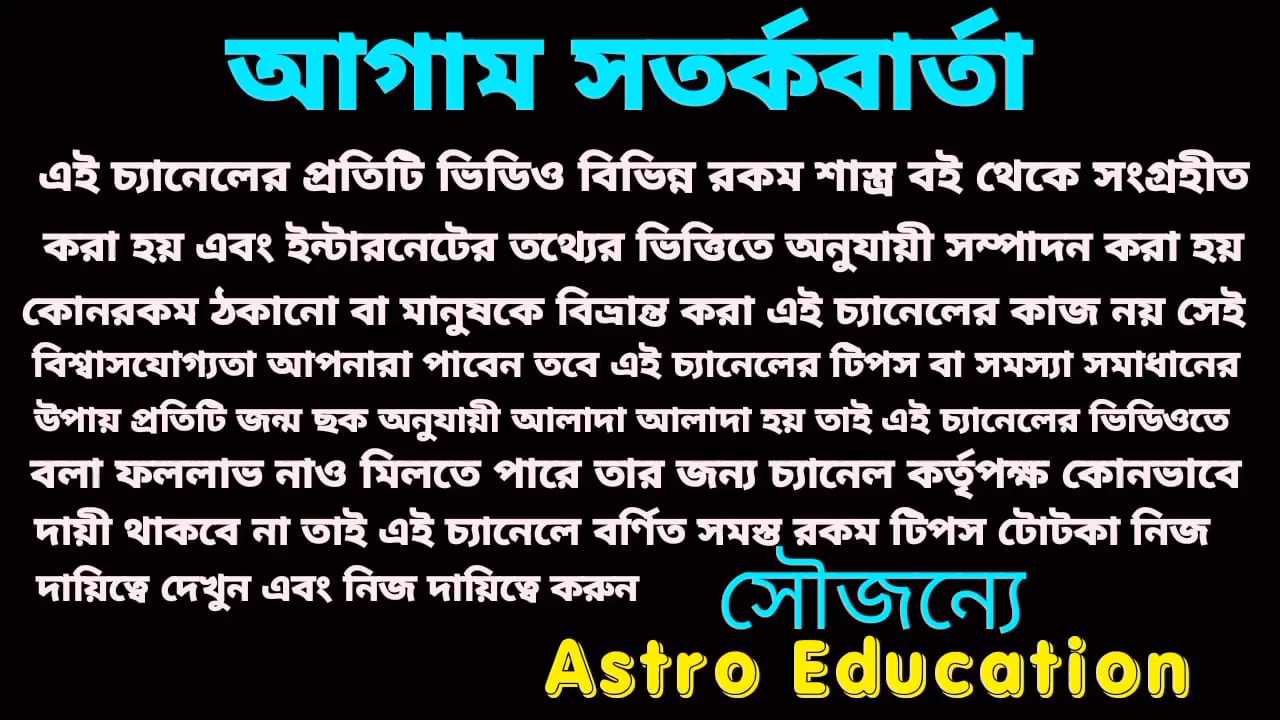 আগাম সতর্কবার্তা
এই চ্যানেলের প্রতিটি ভিডিও বিভিন্ন রকম শাস্ত্র বই থেকে সংগ্রহীত
করা হয় এবং ইন্টারনেটের তথ্যের ভিত্তিতে অনুযায়ী সম্পাদন করা হয়
কোনরকম ঠকানো বা মানুষকে বিভ্রান্ত করা এই চ্যানেলের কাজ নয় সেই
বিশ্বাসযোগ্যতা আপনারা পাবেন তবে এই চ্যানেলের টিপস বা সমস্যা সমাধানের
উপায় প্রতিটি জন্ম ছক অনুযায়ী আলাদা আলাদা হয় তাই এই চ্যানেলের ভিডিওতে
বলা ফললাভ নাও মিলতে পারে তার জন্য চ্যানেল কর্তৃপক্ষ কোনভাবে
দায়ী থাকবে না তাই এই চ্যানেলে বর্ণিত সমস্ত রকম টিপস টোটকা নিজ
দায়িত্বে দেখুন এবং নিজ দায়িত্বে করুন
সৌজন্যে
Astro Education